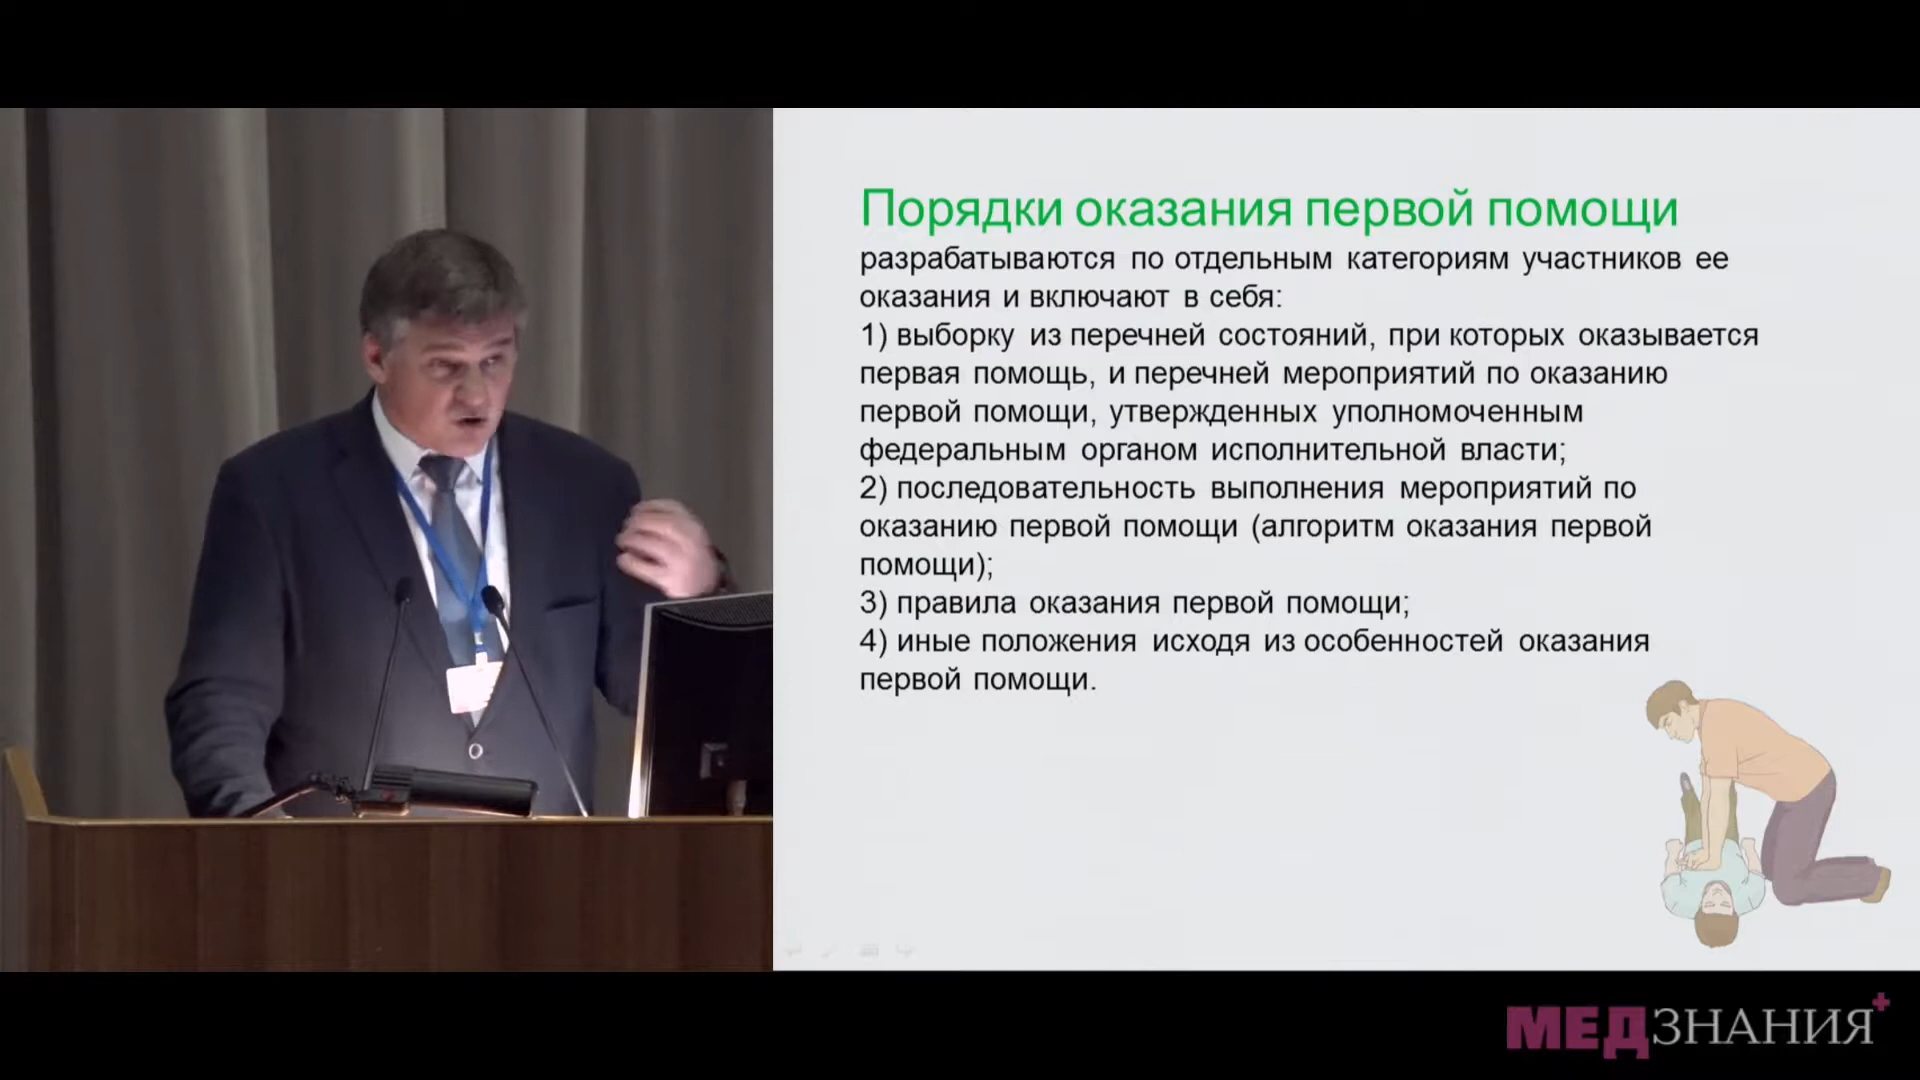 Порядки оказания первой помощи
разрабатываются по отдельным категориям участников ее
оказания и включают в себя:
1) выборку из перечней состояний, при которых оказывается
первая помощь, и перечней мероприятий по оказанию
первой помощи, утвержденных уполномоченным
федеральным органом исполнительной власти;
2) последовательность выполнения мероприятий по
оказанию первой помощи (алгоритм оказания первой
помощи);
3) правила оказания первой помощи;
4) иные положения исходя из особенностей оказания
первой помощи.
МЕДЗНАНИЯ+